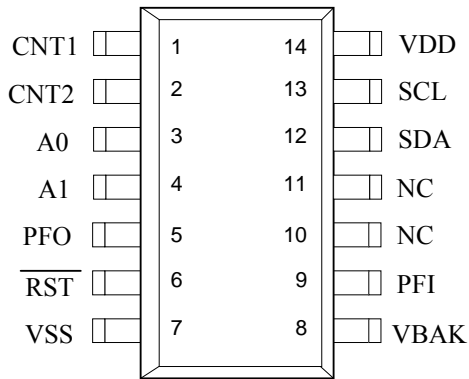 CNT1 1 14 VDD
CNT2 2 13 SCL
A0 3 12 SDA
A1 4 11 NC
PFO 5 10 NC
RST 6 9 PFI
VSS 7 8 VBAK